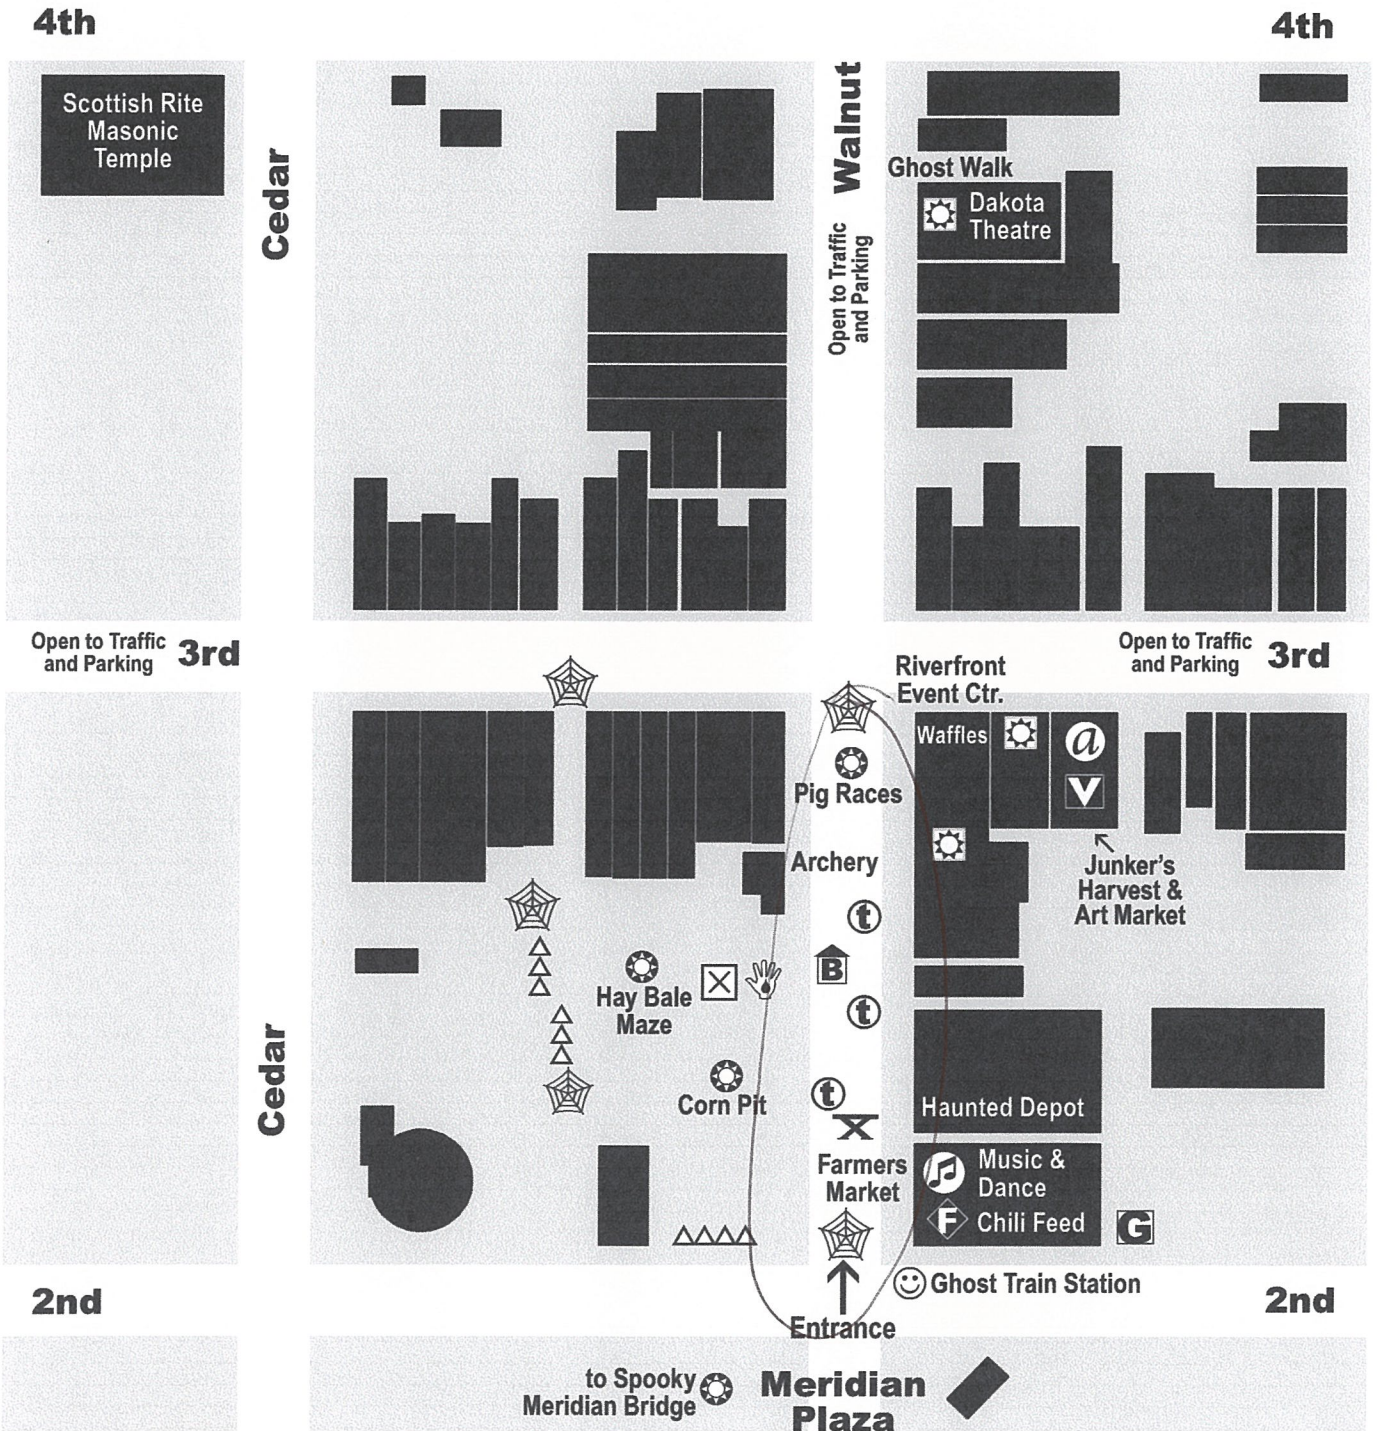 4th
4th
Scottish Rite
Masonic
Temple
Cedar
Walnut
Open to Traffic
and Parking
Ghost Walk
Dakota
Theatre
Open to Traffic
and Parking
3rd
Open to Traffic
and Parking
3rd
Riverfront
Event Ctr.
Waffles
a
V
Pig Races
Archery
Junker's
Harvest &
Art Market
t
B
Hay Bale
Maze
t
Cedar
Corn Pit
t
Haunted Depot
Farmers
Market
Music &
Dance
F
Chili Feed
G
Ghost Train Station
2nd
2nd
Entrance
to Spooky
Meridian Bridge
Meridian
Plaza